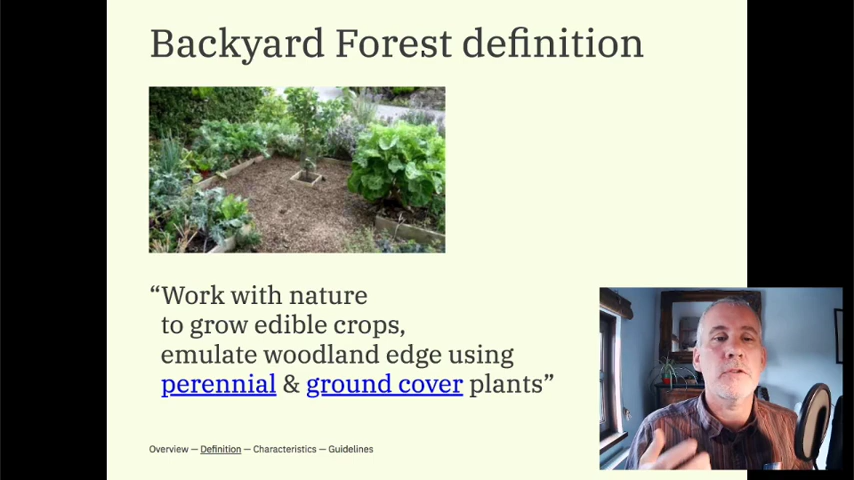 Backyard Forest definition
“Work with nature
to grow edible crops,
emulate woodland edge using
perennial & ground cover plants”
Overview — Definition — Characteristics — Guidelines